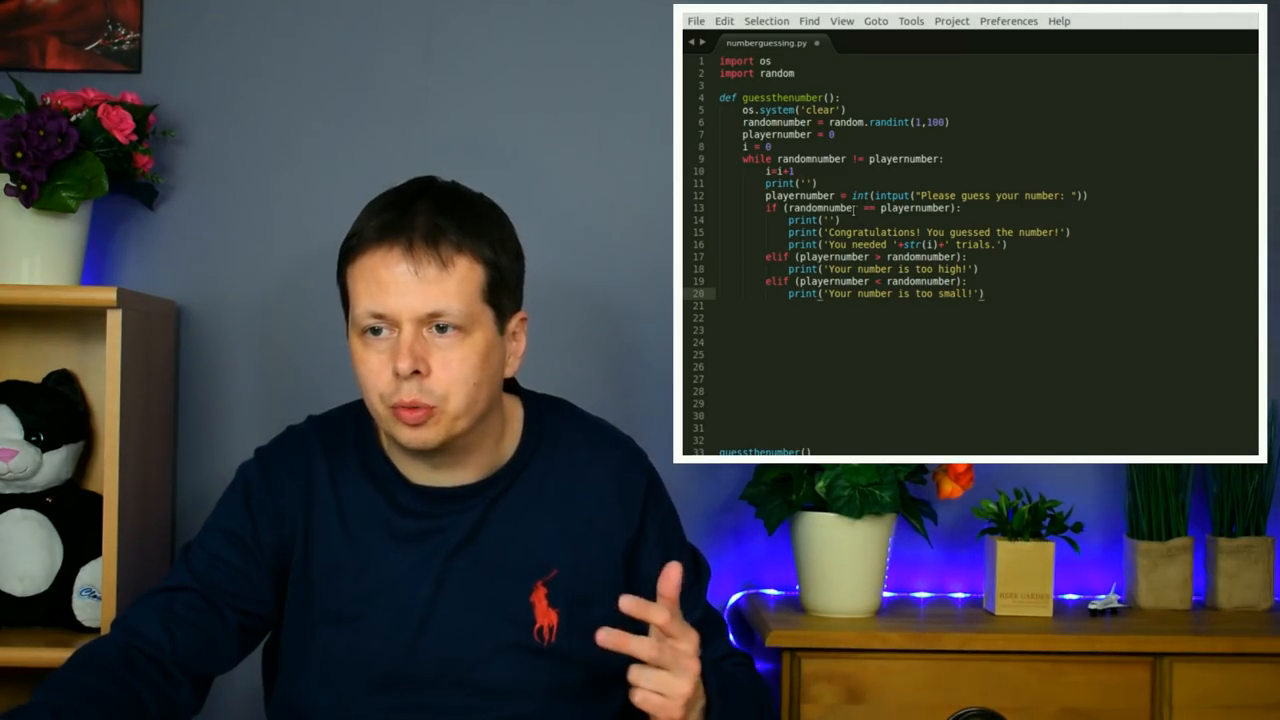 File Edit Selection Find View Goto Tools Project Preferences Help
numberguessing.py
1 import os
2 import random
3
4 def guessthenumber():
5 os.system('clear')
6 randomnumber = random.randint(1,100)
7 playernumber = 0
8 i = 0
9 while randomnumber != playernumber:
10 i=i+1
11 print('')
12 playernumber = int(intput("Please guess your number: "))
13 if (randomnumber == playernumber):
14 print('')
15 print('Congratulations! You guessed the number!')
16 print('You needed '+str(i)+' trials.')
17 elif (playernumber > randomnumber):
18 print('Your number is too high!')
19 elif (playernumber < randomnumber):
20 print('Your number is too small!')
21
22
23
24
25
26
27
28
29
30
31
32
33 guessthenumber()
HERB GARDEN